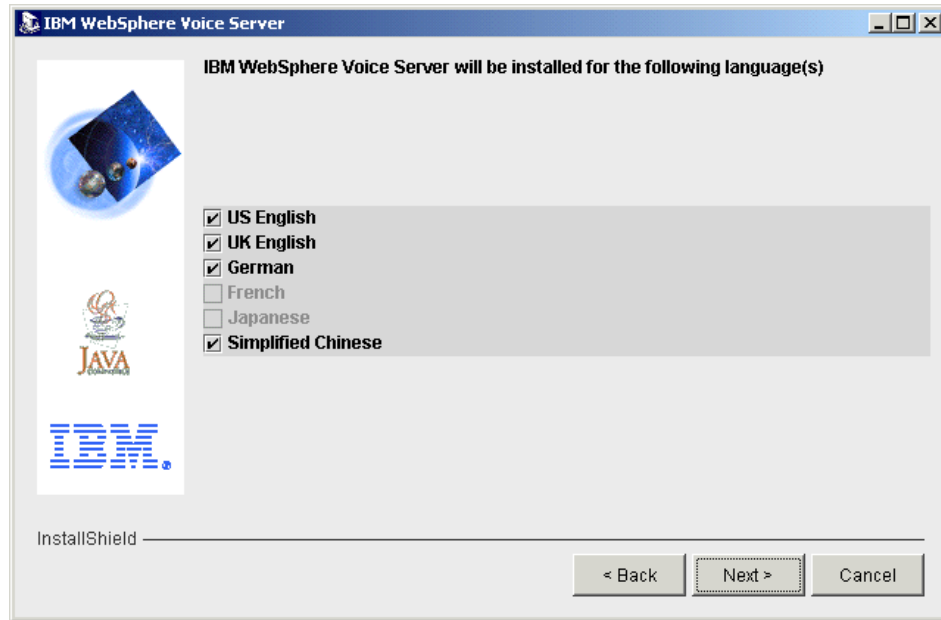 IBM WebSphere Voice Server
IBM WebSphere Voice Server will be installed for the following language(s)
US English
UK English
German
French
Japanese
Simplified Chinese
JAVA
COMPATIBLE
IBM.
InstallShield
< Back
Next >
Cancel